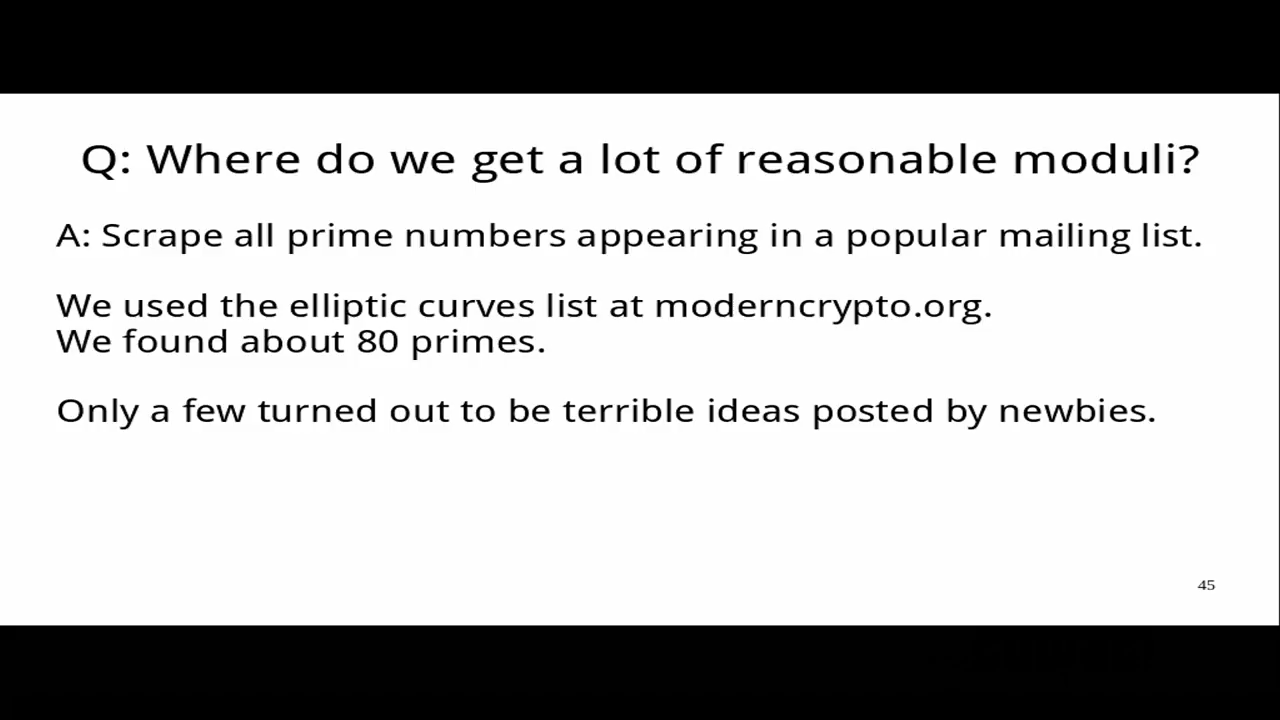 Q: Where do we get a lot of reasonable moduli?
A: Scrape all prime numbers appearing in a popular mailing list.
We used the elliptic curves list at moderncrypto.org.
We found about 80 primes.
Only a few turned out to be terrible ideas posted by newbies.
45